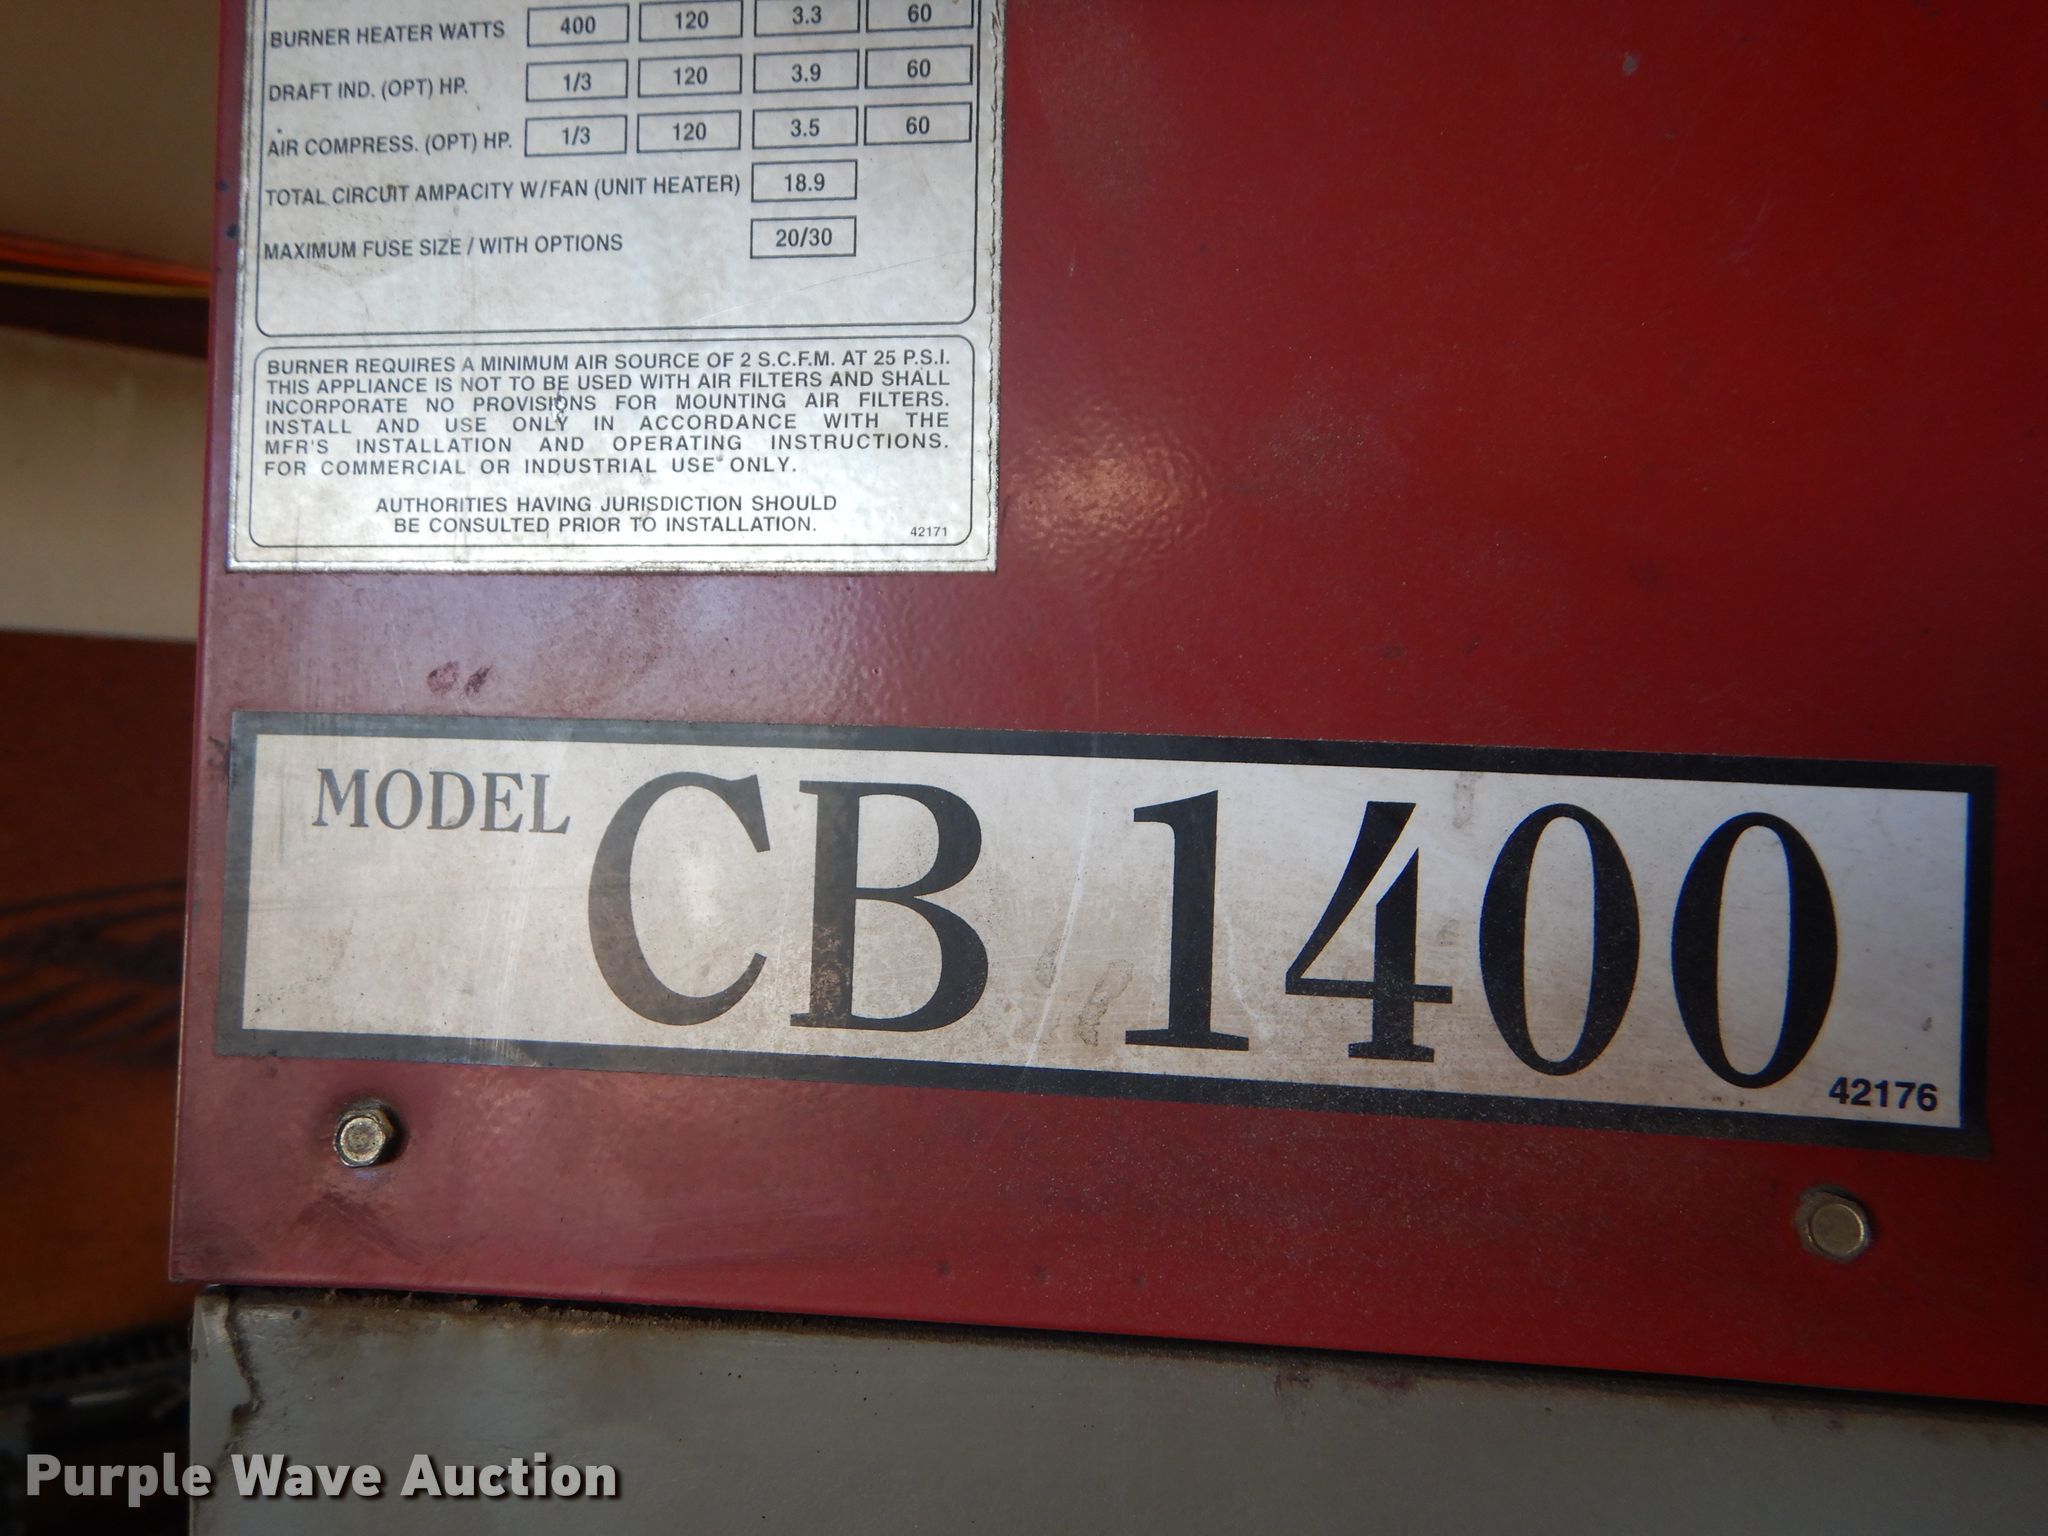 BURNER HEATER WATTS 400 120 3.3 60
DRAFT IND. (OPT) HP. 1/3 120 3.9 60
AIR COMPRESS. (OPT) HP. 1/3 120 3.5 60
TOTAL CIRCUIT AMPACITY W/FAN (UNIT HEATER) 18.9
MAXIMUM FUSE SIZE / WITH OPTIONS 20/30
BURNER REQUIRES A MINIMUM AIR SOURCE OF 2 S.C.F.M. AT 25 P.S.I.
THIS APPLIANCE IS NOT TO BE USED WITH AIR FILTERS AND SHALL
INCORPORATE NO PROVISIONS FOR MOUNTING AIR FILTERS.
INSTALL AND USE ONLY IN ACCORDANCE WITH THE
MFR'S INSTALLATION AND OPERATING INSTRUCTIONS.
FOR COMMERCIAL OR INDUSTRIAL USE ONLY.
AUTHORITIES HAVING JURISDICTION SHOULD
BE CONSULTED PRIOR TO INSTALLATION.
42171
MODEL CB 1400
42176
Purple Wave Auction